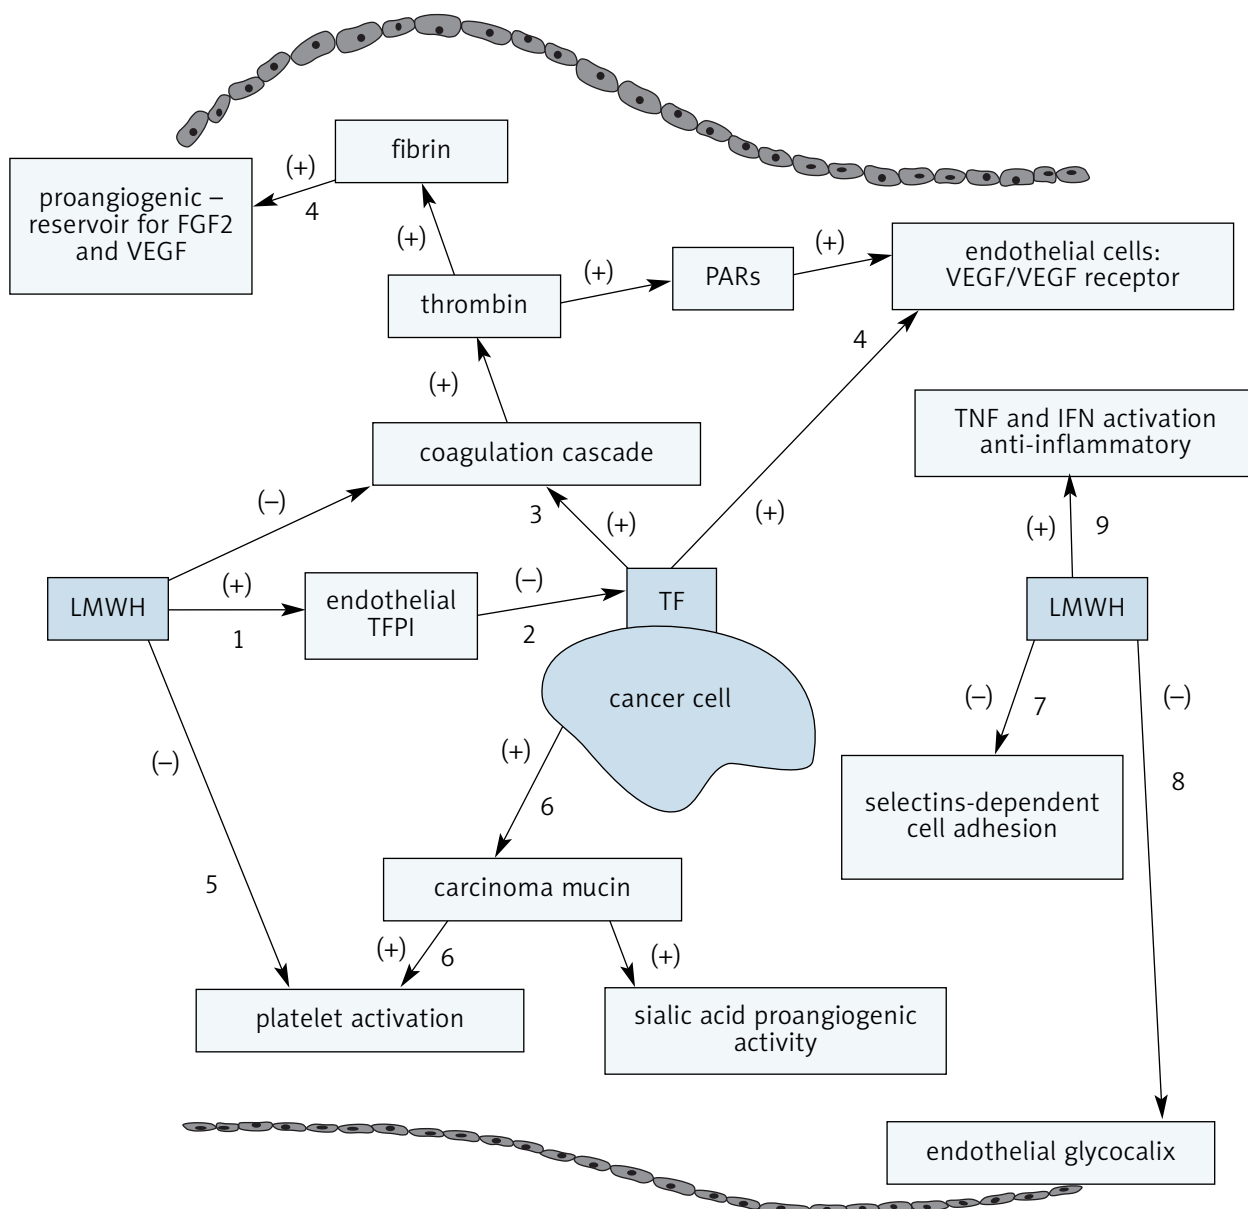 fibrin
(+)
4
proangiogenic –
reservoir for FGF2
and VEGF
(+)
(+)
PARs
(+)
endothelial cells:
VEGF/VEGF receptor
thrombin
(+)
4
coagulation cascade
TNF and IFN activation
anti-inflammatory
(–)
3
(+)
(+)
(+)
9
LMWH
(+)
1
endothelial
TFPI
(–)
2
TF
LMWH
cancer cell
(–)
7
(–)
(–)
(+)
6
8
selectins-dependent
cell adhesion
5
carcinoma mucin
(+)
6
(+)
platelet activation
sialic acid proangiogenic
activity
endothelial glycocalix